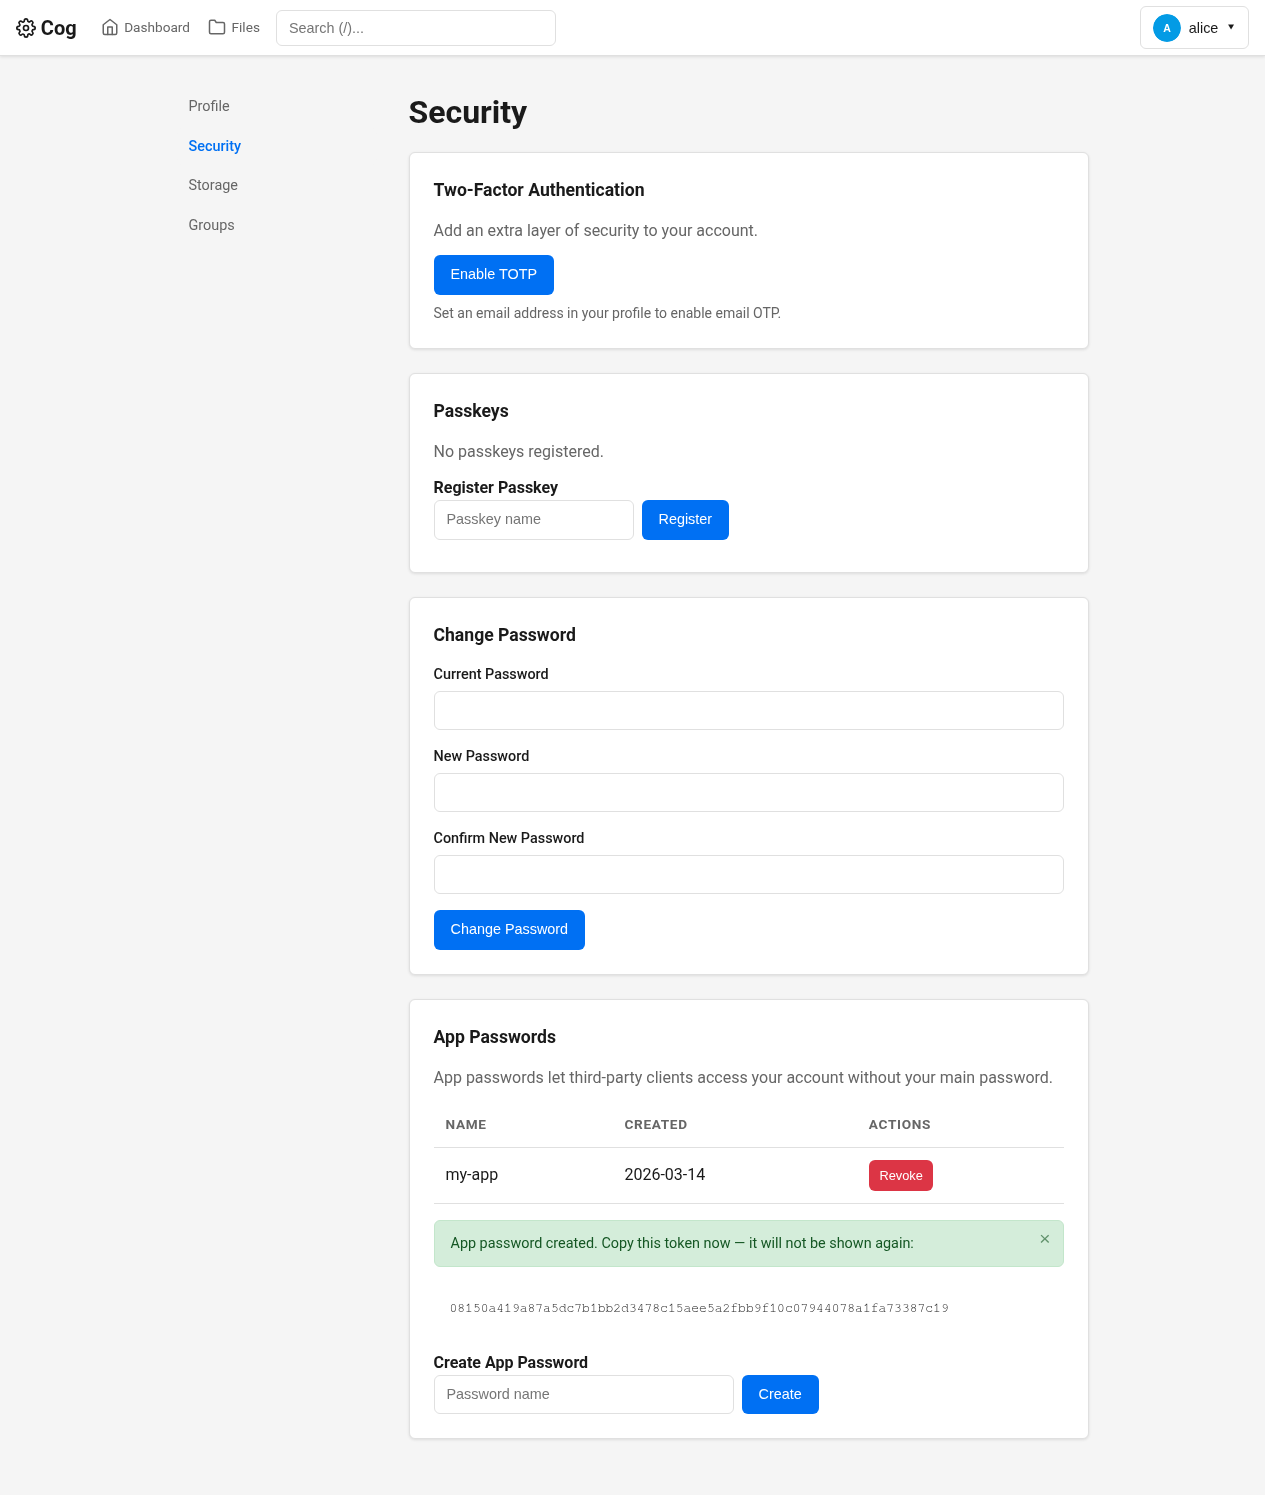 Cog
Dashboard
Files
Search (/)...
A
alice
Profile
Security
Storage
Groups
Security
Two-Factor Authentication
Add an extra layer of security to your account.
Enable TOTP
Set an email address in your profile to enable email OTP.
Passkeys
No passkeys registered.
Register Passkey
Passkey name
Register
Change Password
Current Password
New Password
Confirm New Password
Change Password
App Passwords
App passwords let third-party clients access your account without your main password.
NAME CREATED ACTIONS
my-app 2026-03-14 Revoke
App password created. Copy this token now — it will not be shown again:
08150a419a87a5dc7b1bb2d3478c15aee5a2fbb9f10c07944078a1fa73387c19
Create App Password
Password name
Create